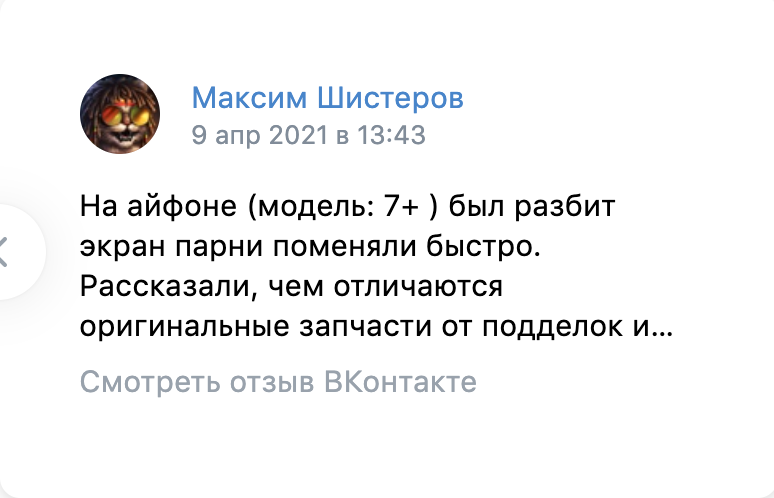 Максим Шистеров
9 апр 2021 в 13:43
На айфоне (модель: 7+ ) был разбит
экран парни поменяли быстро.
Рассказали, чем отличаются
оригинальные запчасти от подделок и...
Смотреть отзыв ВКонтакте